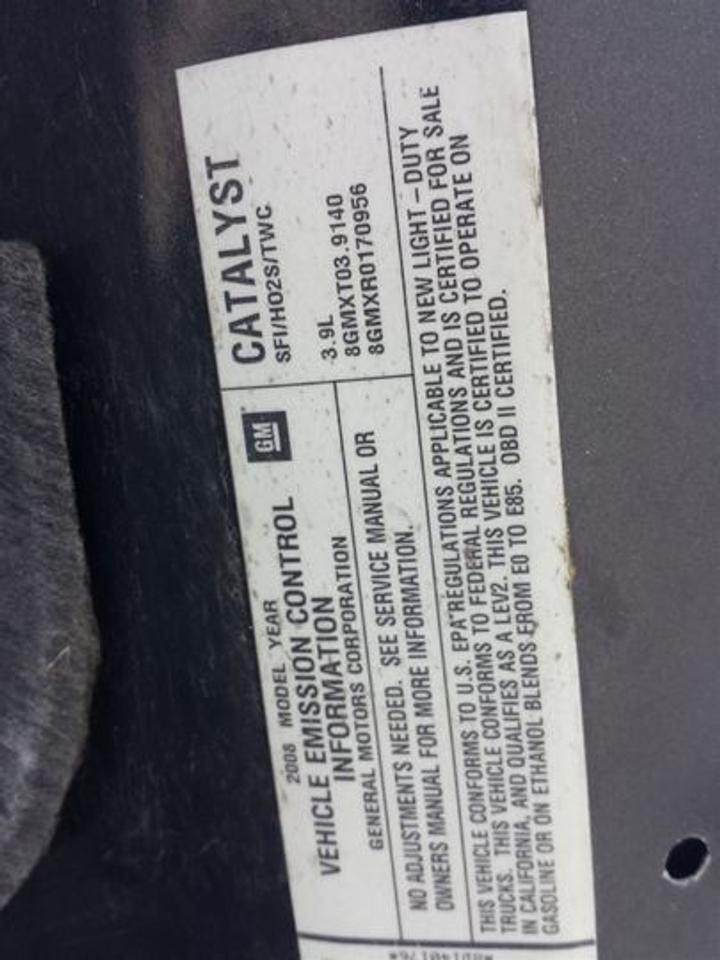 2008 MODEL YEAR
VEHICLE EMISSION CONTROL
INFORMATION
GENERAL MOTORS CORPORATION
GM
CATALYST
SFI/HO2S/TWC
3.9L
8GMXT03.9140
8GMXR0170956
NO ADJUSTMENTS NEEDED. SEE SERVICE MANUAL OR
OWNERS MANUAL FOR MORE INFORMATION.
THIS VEHICLE CONFORMS TO U.S. EPA REGULATIONS APPLICABLE TO NEW LIGHT-DUTY
TRUCKS. THIS VEHICLE CONFORMS TO FEDERAL REGULATIONS AND IS CERTIFIED FOR SALE
IN CALIFORNIA, AND QUALIFIES AS A LEV2. THIS VEHICLE IS CERTIFIED TO OPERATE ON
GASOLINE OR ON ETHANOL BLENDS FROM E0 TO E85. OBD II CERTIFIED.